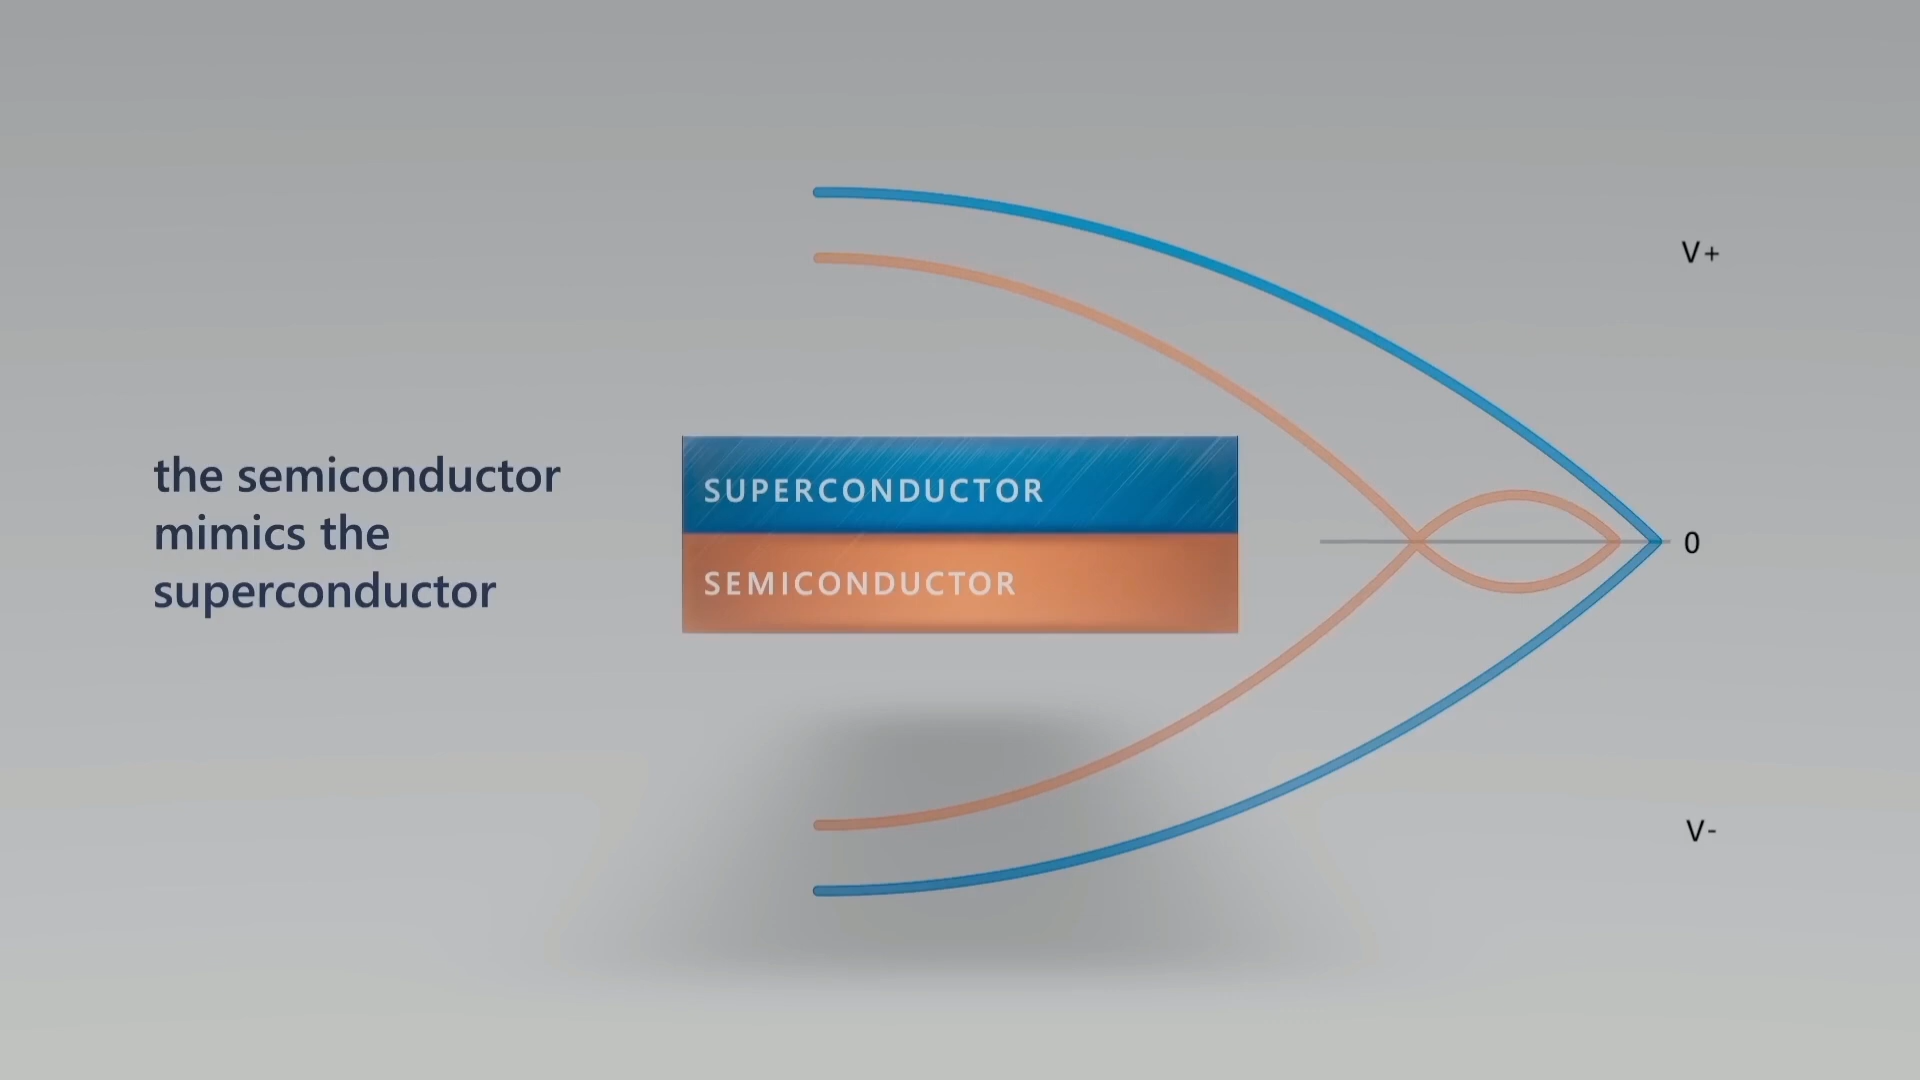 the semiconductor
mimics the
superconductor
SUPERCONDUCTOR
SEMICONDUCTOR
V+
0
V-